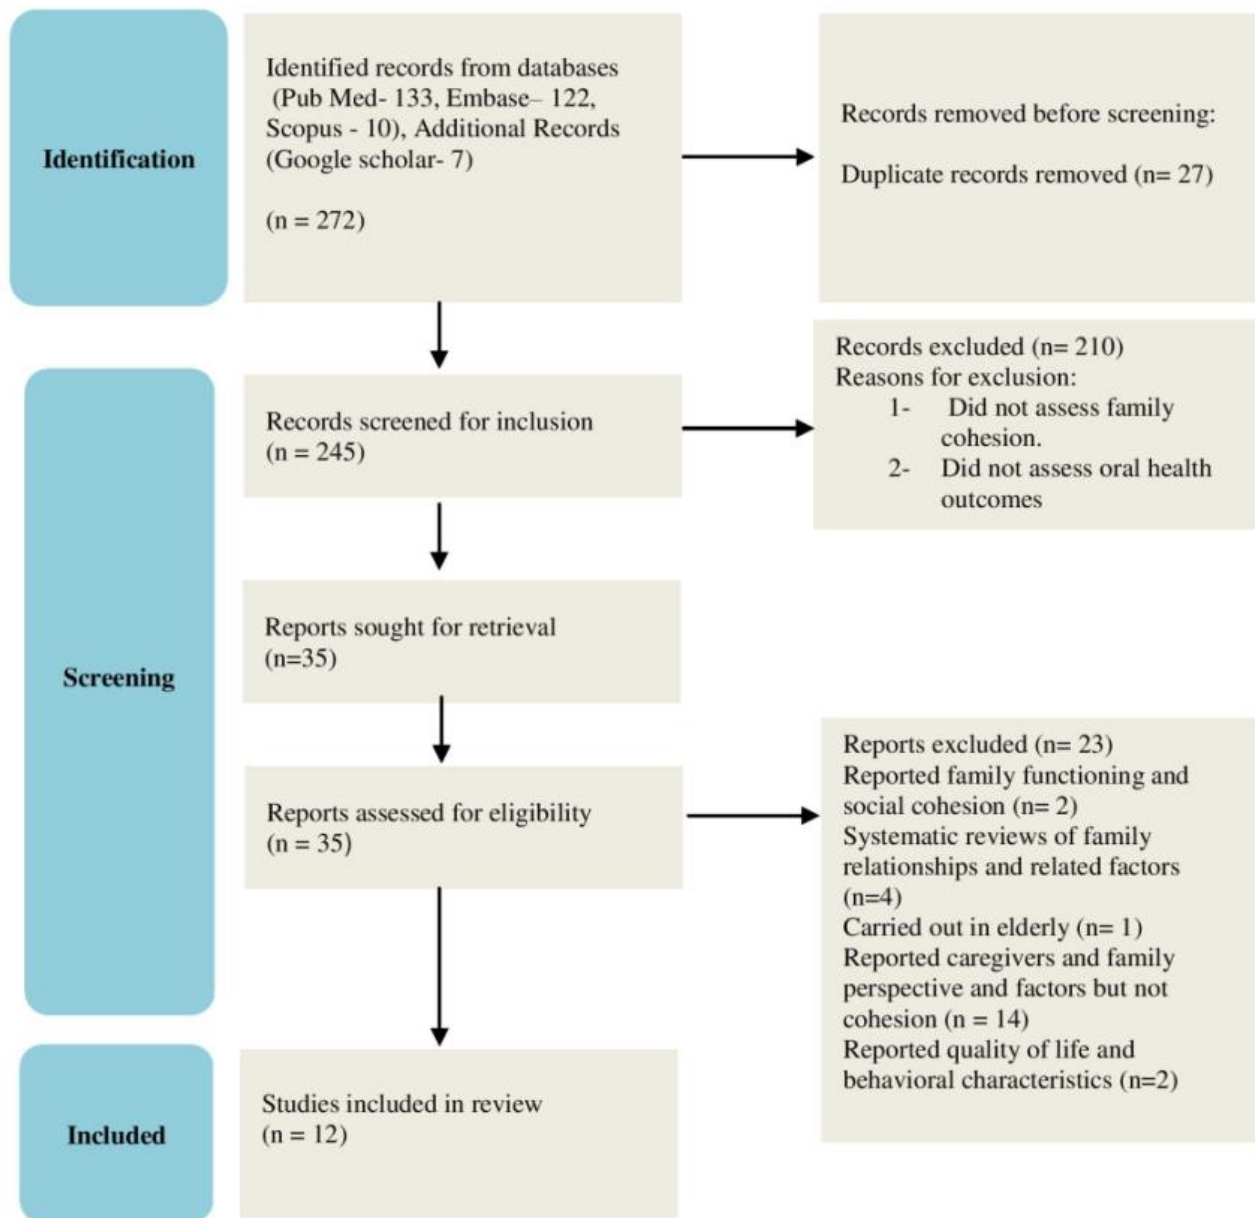 Identification
Identified records from databases
(Pub Med- 133, Embase– 122,
Scopus - 10), Additional Records
(Google scholar- 7)
(n = 272)
Records removed before screening:
Duplicate records removed (n= 27)
Screening
Records screened for inclusion
(n = 245)
Records excluded (n= 210)
Reasons for exclusion:
1- Did not assess family
cohesion.
2- Did not assess oral health
outcomes
Reports sought for retrieval
(n=35)
Reports assessed for eligibility
(n = 35)
Reports excluded (n= 23)
Reported family functioning and
social cohesion (n= 2)
Systematic reviews of family
relationships and related factors
(n=4)
Carried out in elderly (n= 1)
Reported caregivers and family
perspective and factors but not
cohesion (n = 14)
Reported quality of life and
behavioral characteristics (n=2)
Included
Studies included in review
(n = 12)